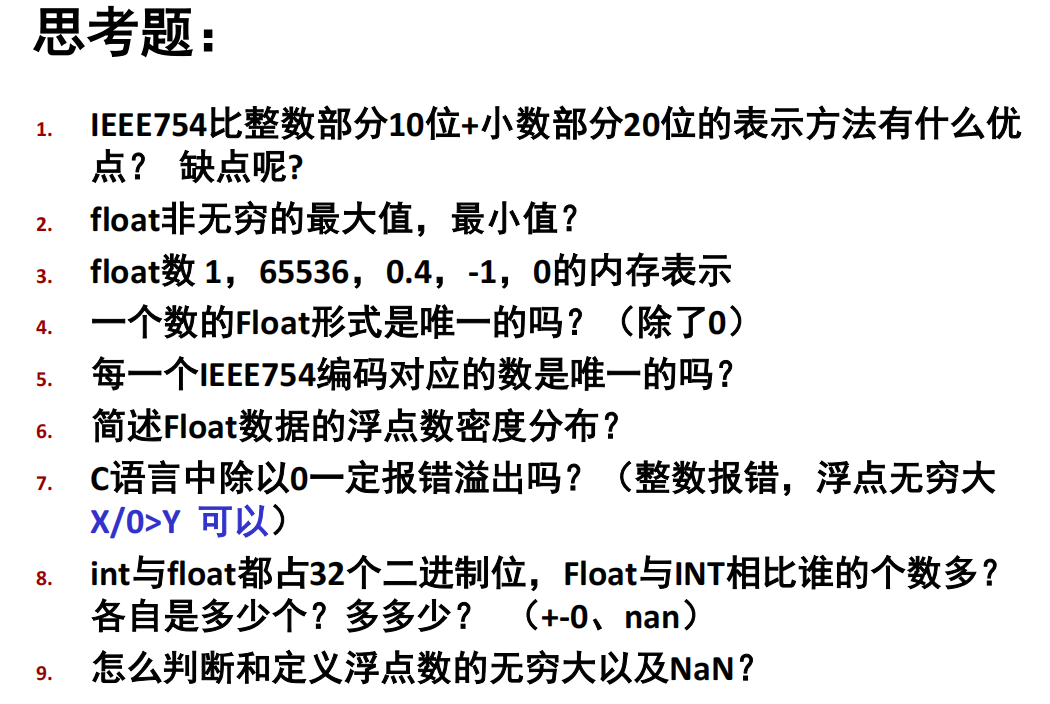 思考题：
1. IEEE754比整数部分10位+小数部分20位的表示方法有什么优
点？ 缺点呢?
2. float非无穷的最大值，最小值？
3. float数 1，65536，0.4，-1，0的内存表示
4. 一个数的Float形式是唯一的吗？（除了0）
5. 每一个IEEE754编码对应的数是唯一的吗？
6. 简述Float数据的浮点数密度分布？
7. C语言中除以0一定报错溢出吗？（整数报错，浮点无穷大
X/0>Y 可以）
8. int与float都占32个二进制位，Float与INT相比谁的个数多？
各自是多少个？多多少？ （+-0、nan）
9. 怎么判断和定义浮点数的无穷大以及NaN？